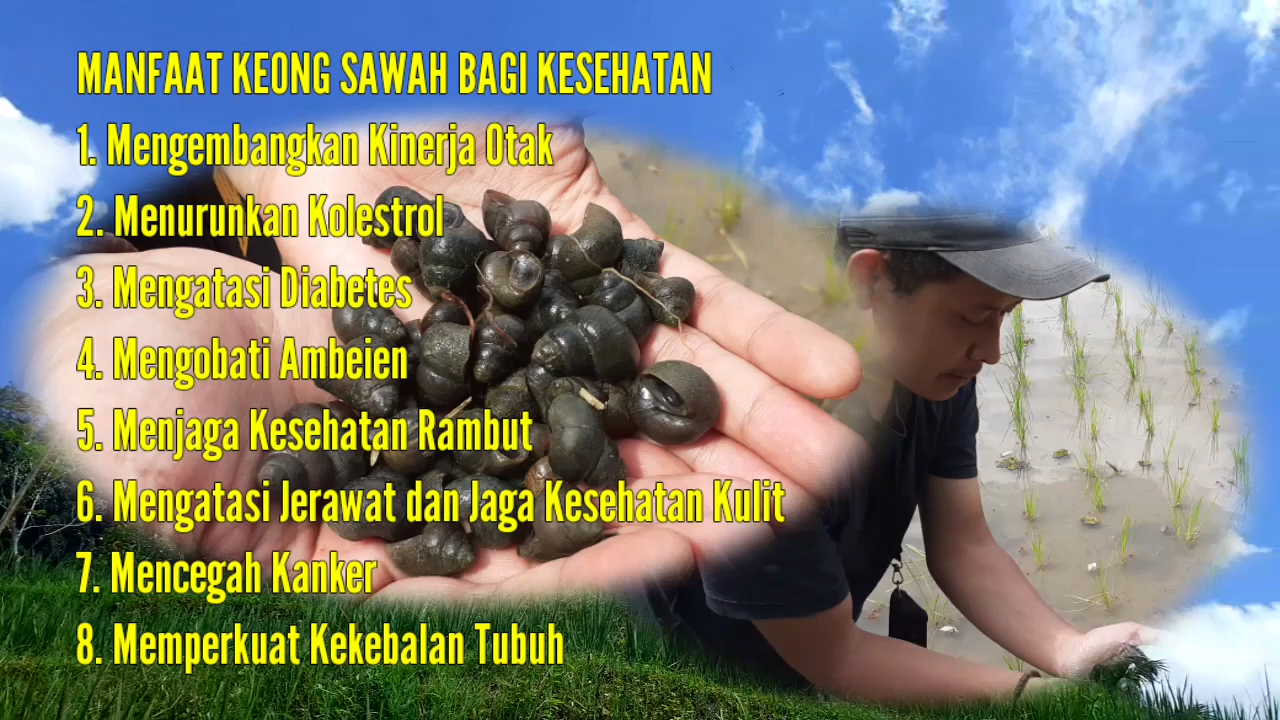 MANFAAT KEONG SAWAH BAGI KESEHATAN
1. Mengembangkan Kinerja Otak
2. Menurunkan Kolestrol
3. Mengatasi Diabetes
4. Mengobati Ambeien
5. Menjaga Kesehatan Rambut
6. Mengatasi Jerawat dan Jaga Kesehatan Kulit
7. Mencegah Kanker
8. Memperkuat Kekebalan Tubuh